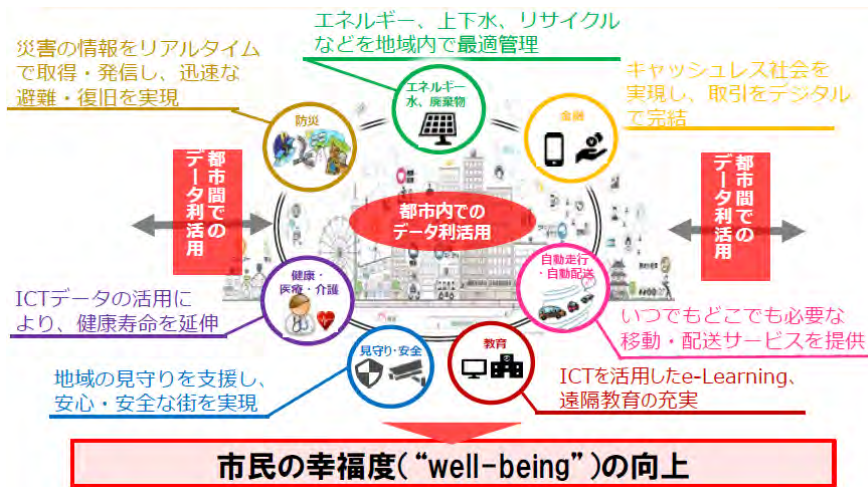 災害の情報をリアルタイム
で取得・発信し、迅速な
避難・復旧を実現
エネルギー、上下水、リサイクル
などを地域内で最適管理
キャッシュレス社会を
実現し、取引をデジタル
で完結
防災
エネルギー
水、廃棄物
金融
都市間での
データ利活用
都市内での
データ利活用
都市間での
データ利活用
健康・
医療・介護
自動走行
・自動配送
ICTデータの活用に
より、健康寿命を延伸
いつでもどこでも必要な
移動・配送サービスを提供
見守り・安全
教育
地域の見守りを支援し、
安心・安全な街を実現
ICTを活用したe-Learning、
遠隔教育の充実
市民の幸福度(“well-being”)の向上